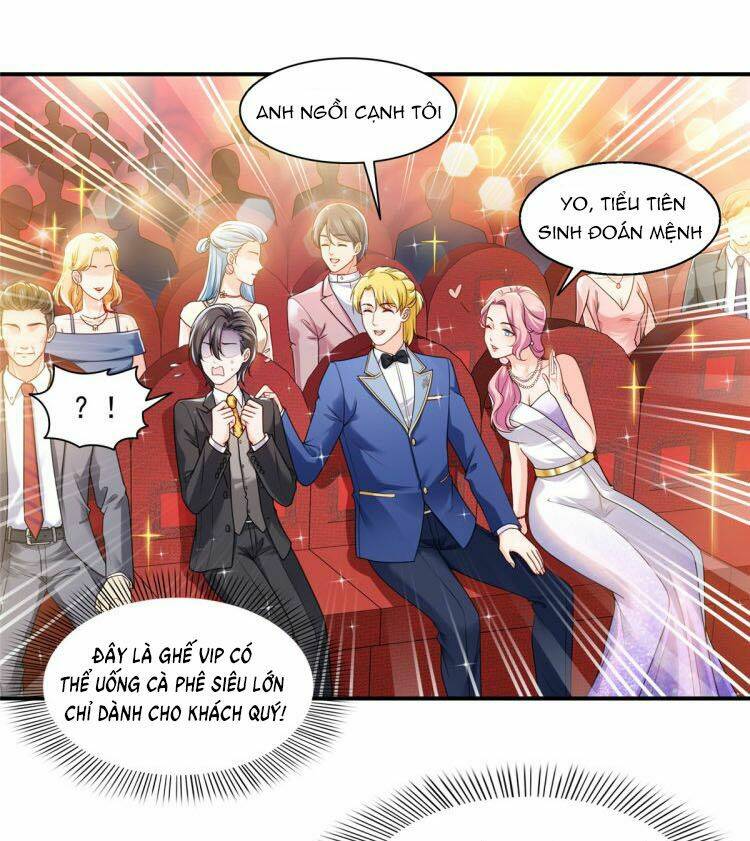 ANH NGỒI CẠNH TÔI
YO, TIỂU TIÊN
SINH ĐOÁN MỆNH
? !
ĐÂY LÀ GHẾ VIP CÓ
THỂ UỐNG CÀ PHÊ SIÊU LỚN
CHỈ DÀNH CHO KHÁCH QUÝ!